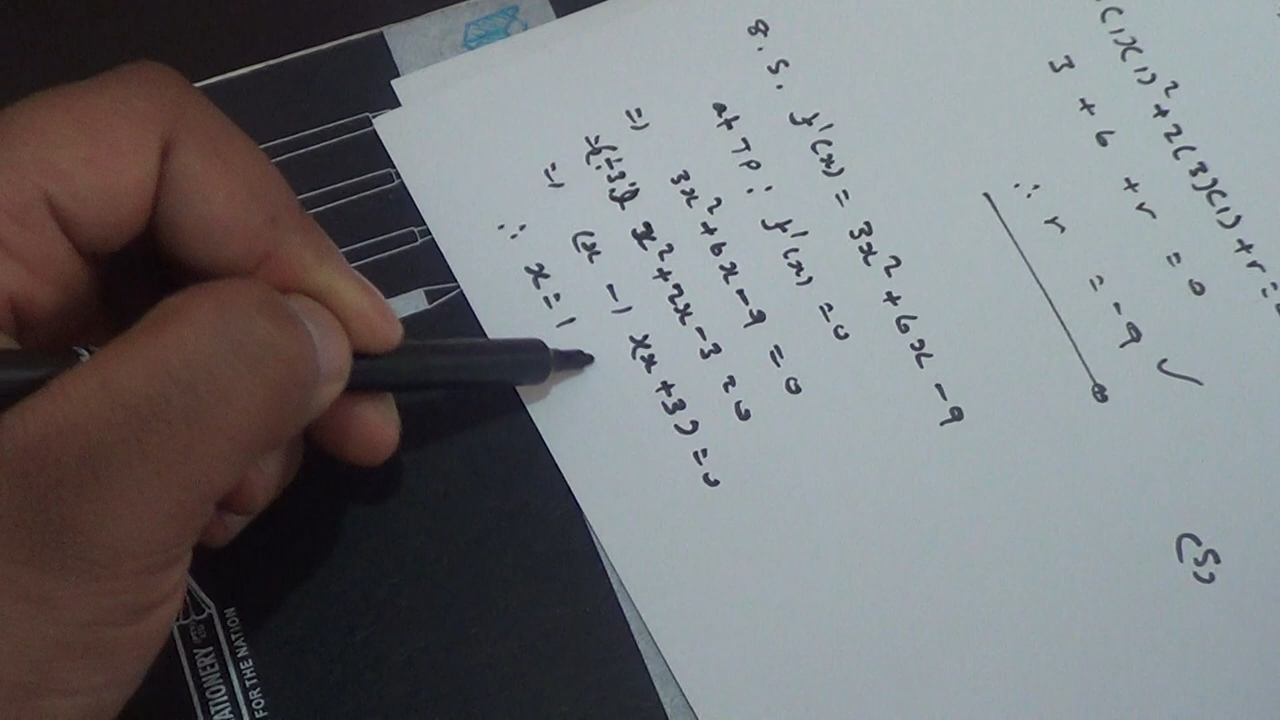 (1)(1)² + 2(3)(1) + r =
3 + 6 + r = 0
∴ r = -9 ✓
(5)
8.5. f'(x) = 3x² + 6x - 9
at TP: f'(x) = 0
=) 3x² + 6x - 9 = 0
x² + 2x - 3 = 0
=) (x - 1)(x + 3) = 0
∴ x = 1
ATIONERY
FOR THE NATION